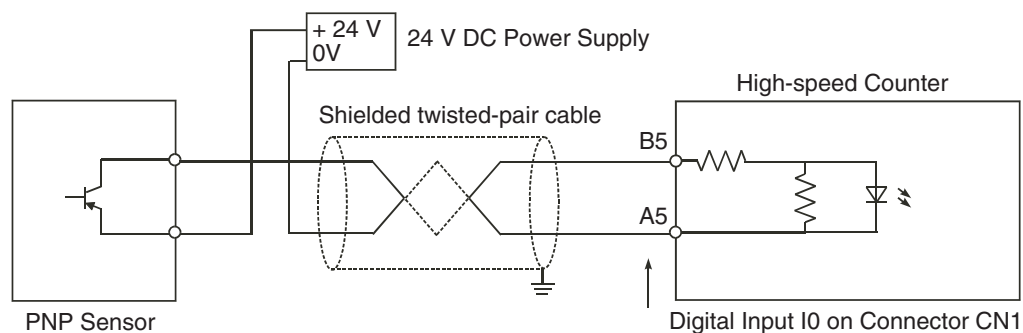 + 24 V
0V
24 V DC Power Supply
High-speed Counter
Shielded twisted-pair cable
B5
A5
PNP Sensor
Digital Input I0 on Connector CN1